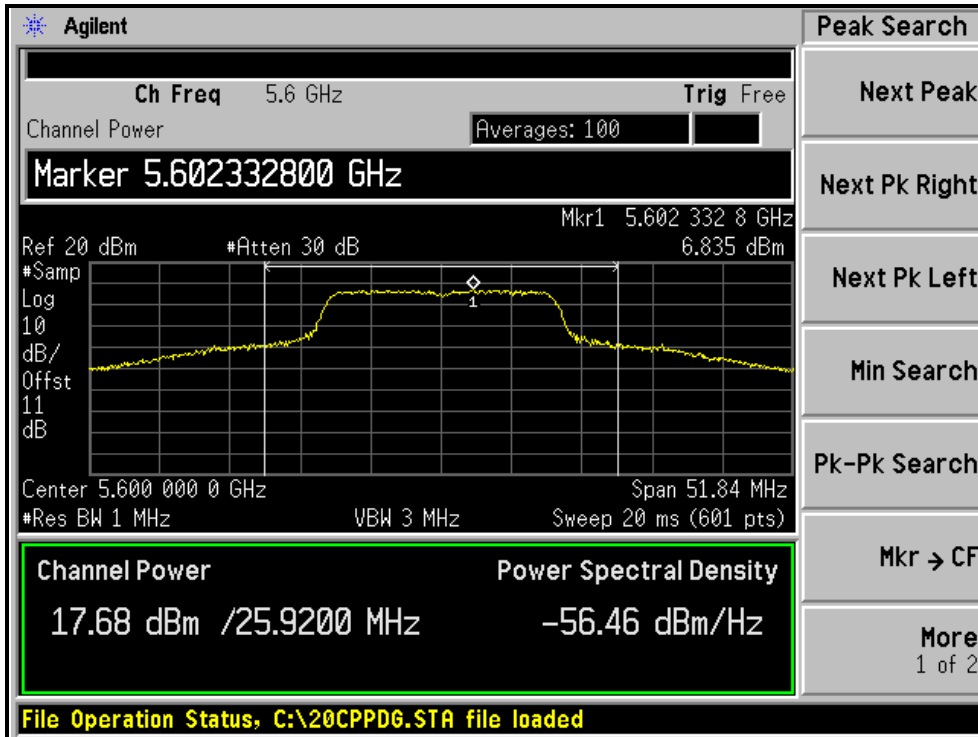 Agilent
Peak Search
Ch Freq 5.6 GHz Trig Free
Channel Power Averages: 100
Marker 5.602332800 GHz
Mkr1 5.602 332 8 GHz
Ref 20 dBm #Atten 30 dB 6.835 dBm
#Samp
Log
10
dB/
Offst
11
dB
1
Center 5.600 000 0 GHz Span 51.84 MHz
#Res BW 1 MHz VBW 3 MHz Sweep 20 ms (601 pts)
Channel Power Power Spectral Density
17.68 dBm /25.9200 MHz -56.46 dBm/Hz
File Operation Status, C:\20CPPDG.STA file loaded
Next Peak
Next Pk Right
Next Pk Left
Min Search
Pk-Pk Search
Mkr → CF
More
1 of 2